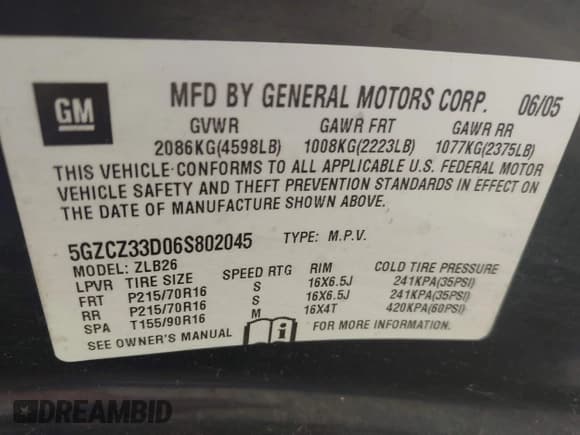 GM
MFD BY GENERAL MOTORS CORP. 06/05
GVWR GAWR FRT GAWR RR
2086KG(4598LB) 1008KG(2223LB) 1077KG(2375LB)
THIS VEHICLE CONFORMS TO ALL APPLICABLE U.S. FEDERAL MOTOR
VEHICLE SAFETY AND THEFT PREVENTION STANDARDS IN EFFECT ON
THE DATE OF MANUFACTURE SHOWN ABOVE.
5GZCZ33D06S802045 TYPE: M.P.V.
MODEL: ZLB26
LPVR TIRE SIZE SPEED RTG RIM COLD TIRE PRESSURE
FRT P215/70R16 S 16X6.5J 241KPA(35PSI)
RR P215/70R16 S 16X6.5J 241KPA(35PSI)
SPA T155/90R16 M 16X4T 420KPA(60PSI)
SEE OWNER'S MANUAL FOR MORE INFORMATION
DREAMBID